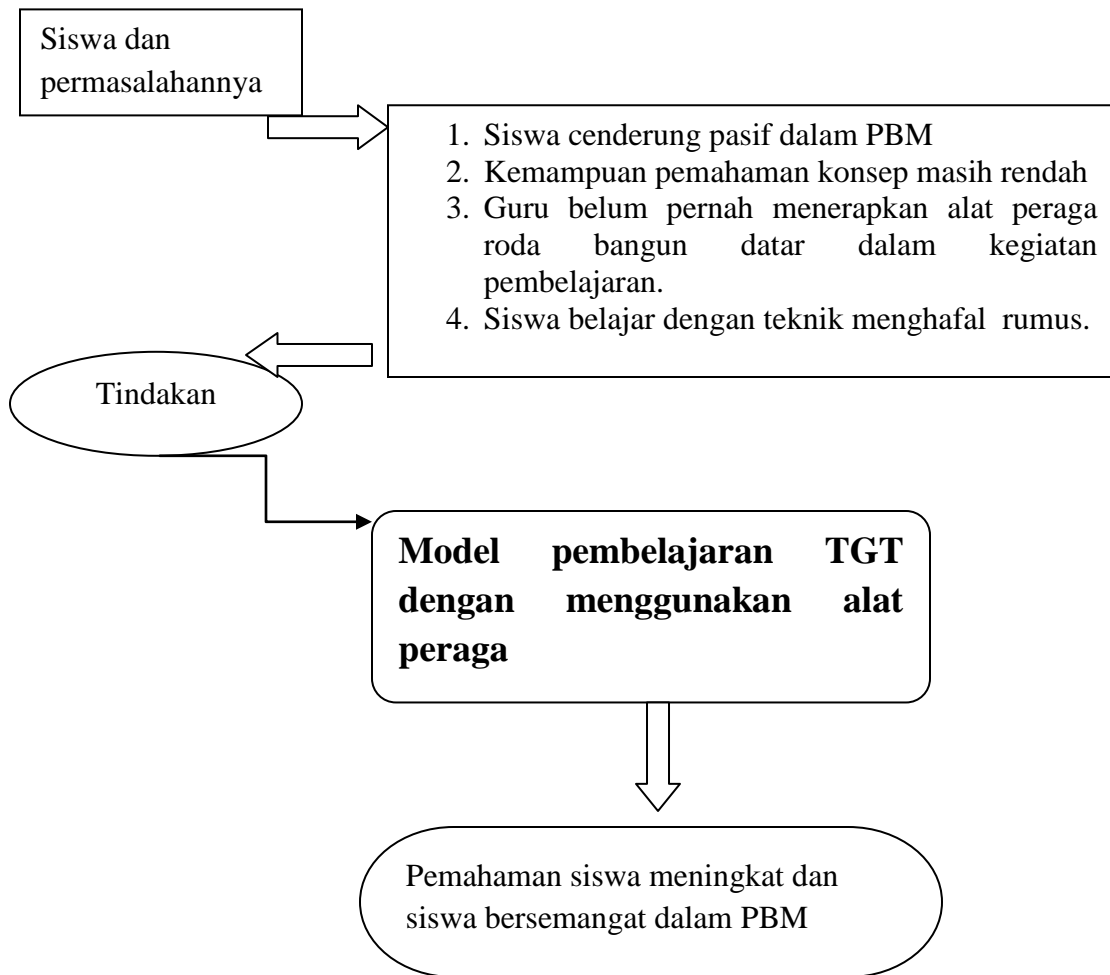 Siswa dan
permasalahannya
1. Siswa cenderung pasif dalam PBM
2. Kemampuan pemahaman konsep masih rendah
3. Guru belum pernah menerapkan alat peraga
roda bangun datar dalam kegiatan
pembelajaran.
4. Siswa belajar dengan teknik menghafal rumus.
Tindakan
Model pembelajaran TGT
dengan menggunakan alat
peraga
Pemahaman siswa meningkat dan
siswa bersemangat dalam PBM